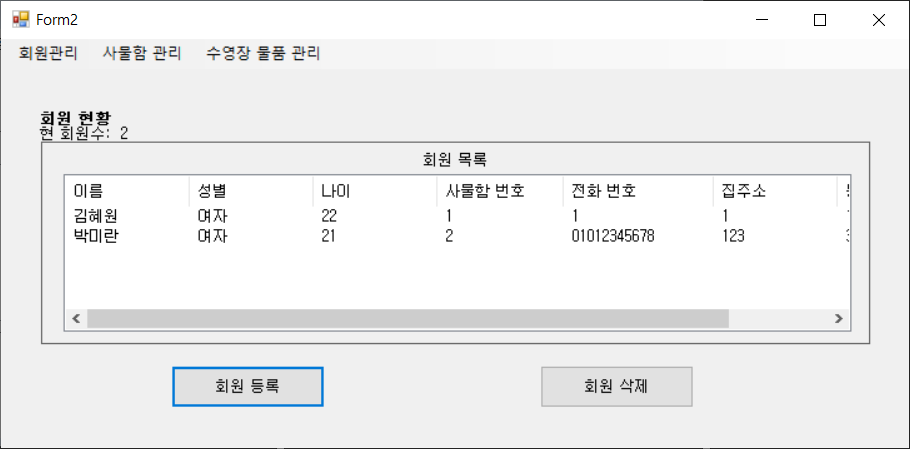 Form2
회원관리 사물함 관리 수영장 물품 관리
회원 현황
현 회원수: 2
회원 목록
이름 성별 나이 사물함 번호 전화 번호 집주소
김혜원 여자 22 1 1 1
박미란 여자 21 2 01012345678 123
회원 등록 회원 삭제